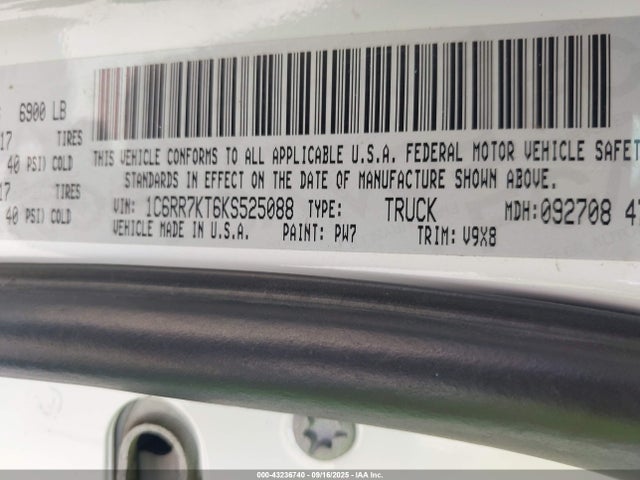 6900 LB
17 TIRES
40 PSI) COLD
17 TIRES
40 PSI) COLD
THIS VEHICLE CONFORMS TO ALL APPLICABLE U.S.A. FEDERAL MOTOR VEHICLE SAFET
STANDARDS IN EFFECT ON THE DATE OF MANUFACTURE SHOWN ABOVE.
VIN: 1C6RR7KT6KS525088 TYPE: TRUCK MDH:092708 47
VEHICLE MADE IN U.S.A. PAINT: PW7 TRIM: V9X8
000-43236740 - 09/16/2025 - IAA Inc.